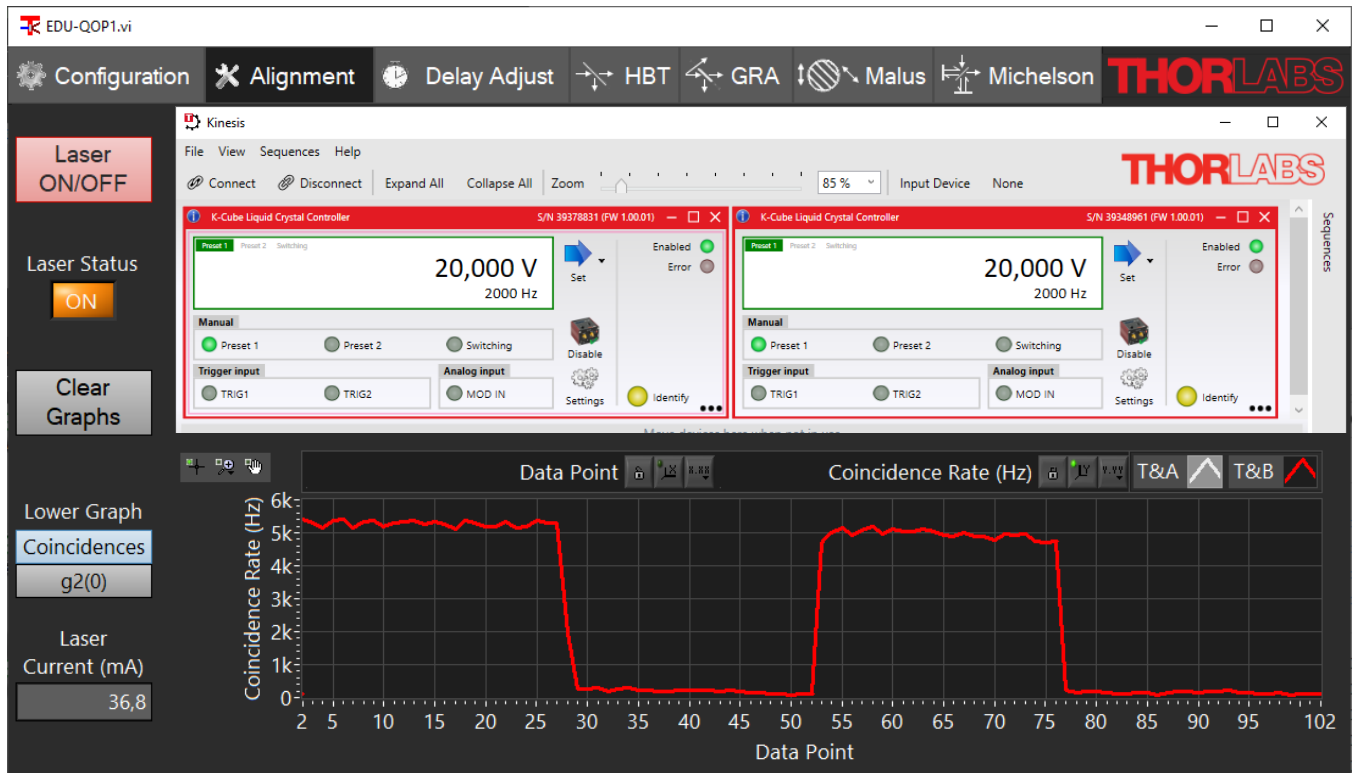 EDU-QOP1.vi
Configuration Alignment Delay Adjust HBT GRA Malus Michelson THORLABS
Kinesis
File View Sequences Help
THORLABS
Connect Disconnect Expand All Collapse All Zoom 85 % Input Device None
Sequences
K-Cube Liquid Crystal Controller S/N 39378831 (FW 1.00.01)
Preset 1 Preset 2 Switching
20,000 V
2000 Hz
Set
Enabled
Error
Manual
Preset 1 Preset 2 Switching
Disable
Trigger input Analog input
TRIG1 TRIG2 MOD IN
Settings
Identify
K-Cube Liquid Crystal Controller S/N 39348961 (FW 1.00.01)
Preset 1 Preset 2 Switching
20,000 V
2000 Hz
Set
Enabled
Error
Manual
Preset 1 Preset 2 Switching
Disable
Trigger input Analog input
TRIG1 TRIG2 MOD IN
Settings
Identify
Laser
ON/OFF
Laser Status
ON
Clear
Graphs
Lower Graph
Coincidences
g2(0)
Laser
Current (mA)
36,8
Data Point Coincidence Rate (Hz) T&A T&B
Coincidence Rate (Hz)
6k
5k
4k
3k
2k
1k
0
2 5 10 15 20 25 30 35 40 45 50 55 60 65 70 75 80 85 90 95 102
Data Point